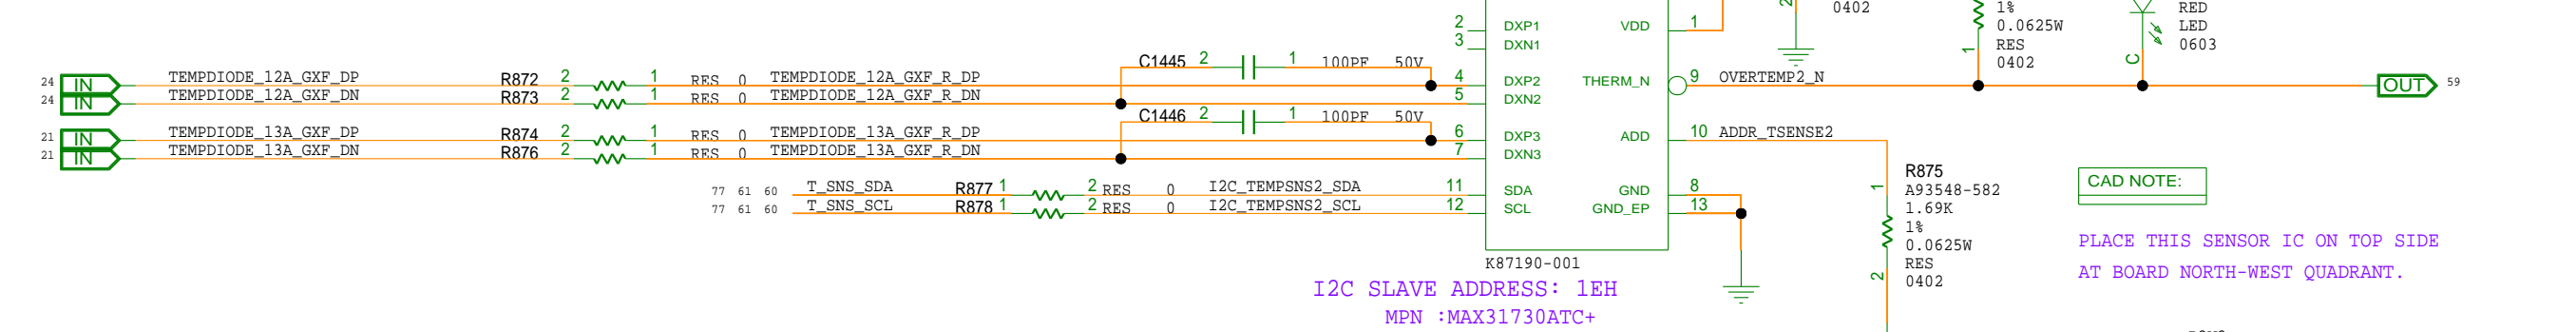 2 DXP1 VDD 1
3 DXN1
2 0402
1%
0.0625W
RES
0402
1
RED
LED
0603
C
C1445 2 1 100PF 50V
24 IN TEMPDIODE_12A_GXF_DP R872 2 1 RES 0 TEMPDIODE_12A_GXF_R_DP 4 DXP2 THERM_N 9 OVERTEMP2_N OUT 59
24 IN TEMPDIODE_12A_GXF_DN R873 2 1 RES 0 TEMPDIODE_12A_GXF_R_DN 5 DXN2
C1446 2 1 100PF 50V
21 IN TEMPDIODE_13A_GXF_DP R874 2 1 RES 0 TEMPDIODE_13A_GXF_R_DP 6 DXP3 ADD 10 ADDR_TSENSE2
21 IN TEMPDIODE_13A_GXF_DN R876 2 1 RES 0 TEMPDIODE_13A_GXF_R_DN 7 DXN3
77 61 60 T_SNS_SDA R877 1 2 RES 0 I2C_TEMPSNS2_SDA 11 SDA GND 8
77 61 60 T_SNS_SCL R878 1 2 RES 0 I2C_TEMPSNS2_SCL 12 SCL GND_EP 13
R875
1 A93548-582
1.69K
1%
0.0625W
RES
2 0402
CAD NOTE:
PLACE THIS SENSOR IC ON TOP SIDE
AT BOARD NORTH-WEST QUADRANT.
K87190-001
I2C SLAVE ADDRESS: 1EH
MPN :MAX31730ATC+